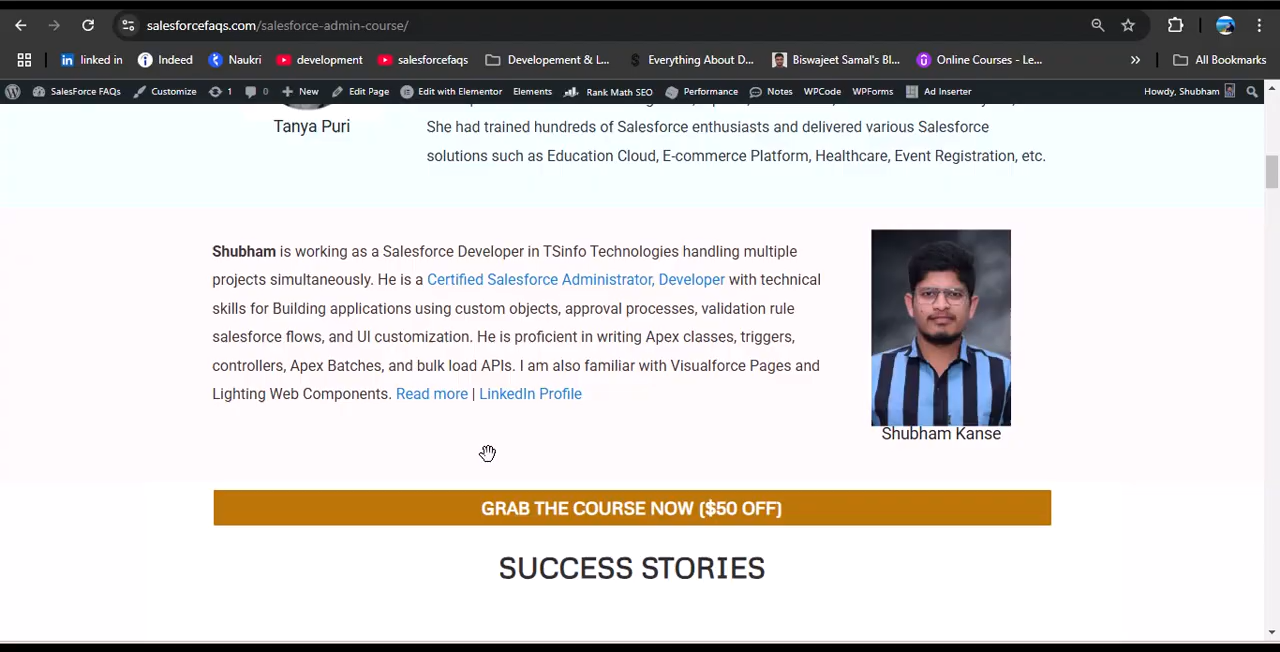 salesforcefaqs.com/salesforce-admin-course/
linked in
Indeed
Naukri
development
salesforcefaqs
Developement & L...
Everything About D...
Biswajeet Samal's Bl...
Online Courses - Le...
»
All Bookmarks
SalesForce FAQs
Customize
1
0
New
Edit Page
Edit with Elementor
Elements
Rank Math SEO
Performance
Notes
WPCode
WPForms
Ad Inserter
Howdy, Shubham
Tanya Puri
She had trained hundreds of Salesforce enthusiasts and delivered various Salesforce
solutions such as Education Cloud, E-commerce Platform, Healthcare, Event Registration, etc.
Shubham is working as a Salesforce Developer in TSinfo Technologies handling multiple
projects simultaneously. He is a Certified Salesforce Administrator, Developer with technical
skills for Building applications using custom objects, approval processes, validation rule
salesforce flows, and UI customization. He is proficient in writing Apex classes, triggers,
controllers, Apex Batches, and bulk load APIs. I am also familiar with Visualforce Pages and
Lighting Web Components. Read more | LinkedIn Profile
Shubham Kanse
GRAB THE COURSE NOW ($50 OFF)
SUCCESS STORIES